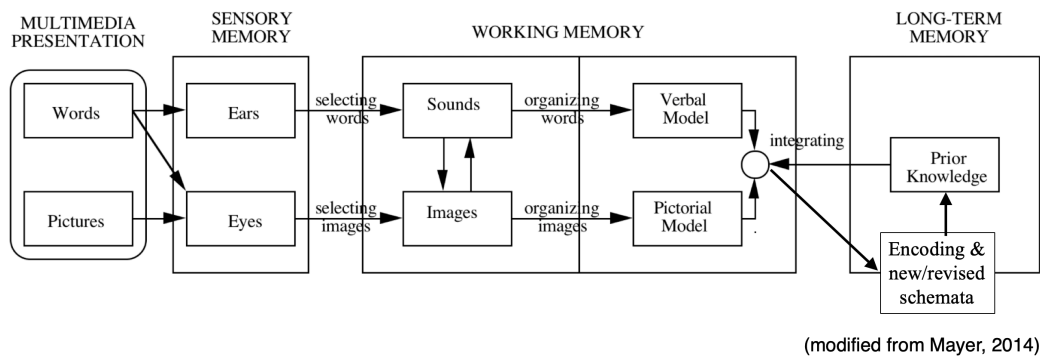 MULTIMEDIA
PRESENTATION
SENSORY
MEMORY
WORKING MEMORY
LONG-TERM
MEMORY
Words
Ears
selecting
words
Sounds
organizing
words
Verbal
Model
integrating
Prior
Knowledge
Pictures
Eyes
selecting
images
Images
organizing
images
Pictorial
Model
Encoding &
new/revised
schemata
(modified from Mayer, 2014)